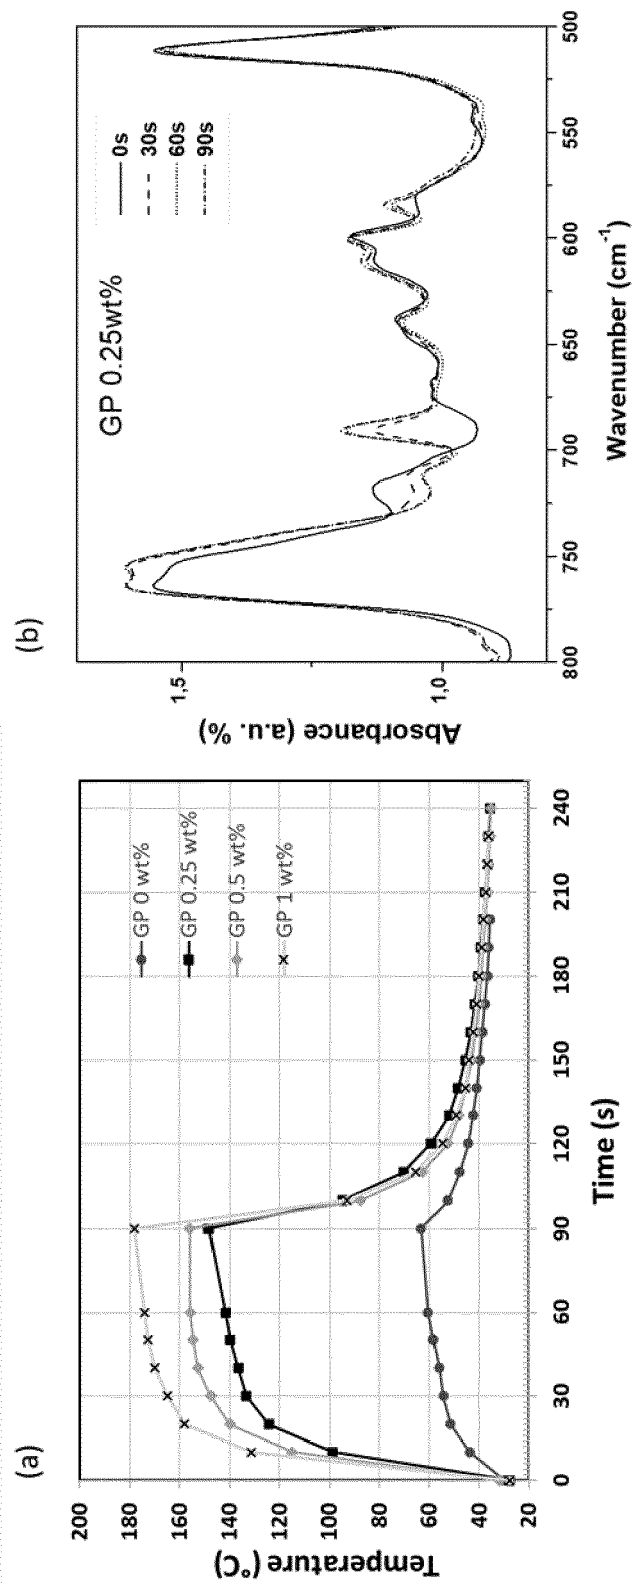 (a)
Temperature (°C)
200
180
160
140
120
100
80
60
40
20
GP 0 wt%
GP 0.25 wt%
GP 0.5 wt%
GP 1 wt%
0
30
60
90
120
150
180
210
240
Time (s)
(b)
Absorbance (a.u. %)
1,5
1,0
GP 0.25wt%
0s
30s
60s
90s
800
750
700
650
600
550
500
Wavenumber (cm⁻¹)